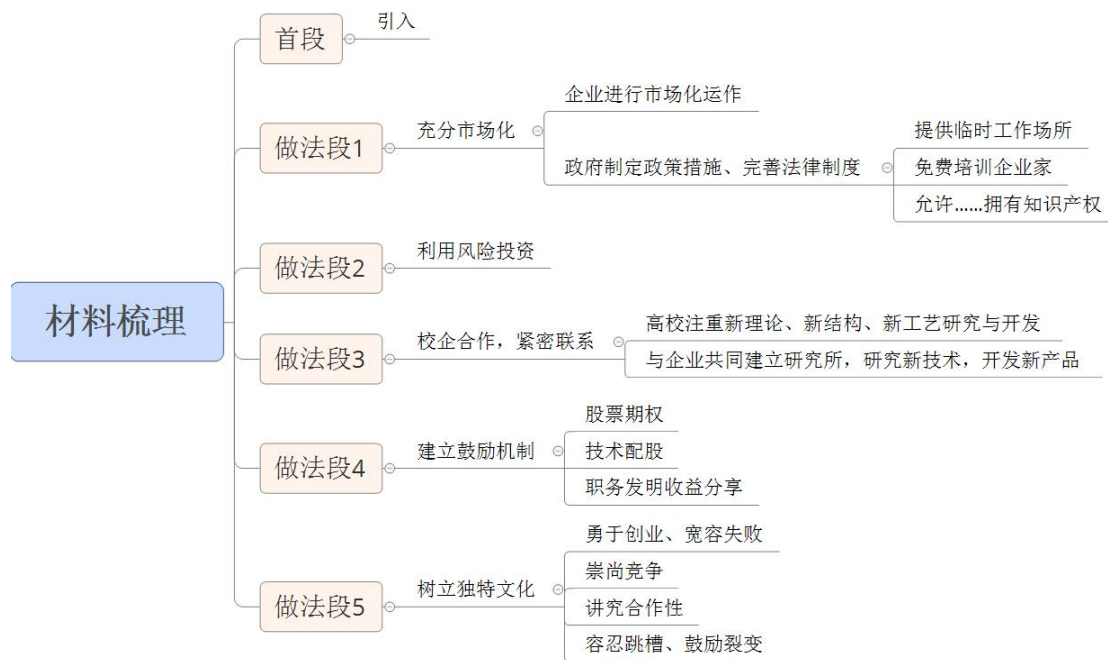 材料梳理
首段
引入
做法段1
充分市场化
企业进行市场化运作
政府制定政策措施、完善法律制度
提供临时工作场所
免费培训企业家
允许......拥有知识产权
做法段2
利用风险投资
做法段3
校企合作，紧密联系
高校注重新理论、新结构、新工艺研究与开发
与企业共同建立研究所，研究新技术，开发新产品
做法段4
建立鼓励机制
股票期权
技术配股
职务发明收益分享
做法段5
树立独特文化
勇于创业、宽容失败
崇尚竞争
讲究合作性
容忍跳槽、鼓励裂变